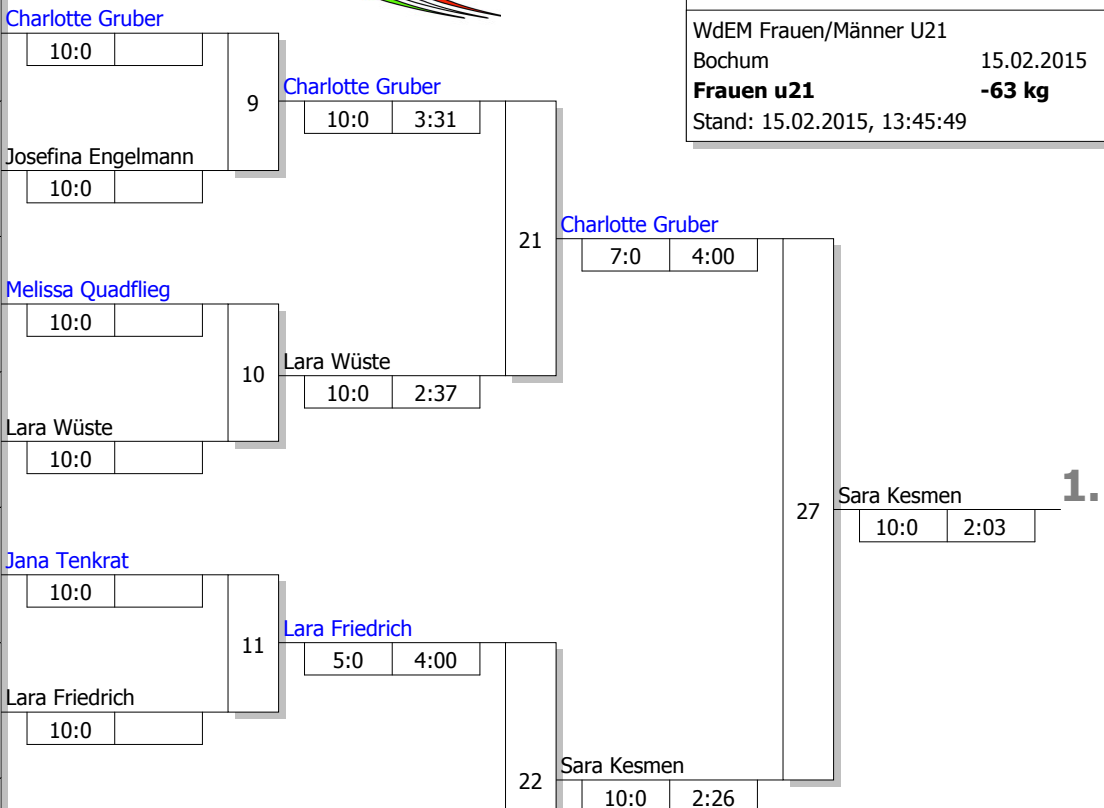 WdEM Frauen/Männer U21
Bochum 15.02.2015
Frauen u21 -63 kg
Stand: 15.02.2015, 13:45:49
Charlotte Gruber
10:0
9
Josefina Engelmann
10:0
Charlotte Gruber
10:0 3:31
21
Melissa Quadflieg
10:0
10
Lara Wüste
10:0
Lara Wüste
10:0 2:37
Charlotte Gruber
7:0 4:00
27
Sara Kesmen
10:0 2:03
1.
Jana Tenkrat
10:0
11
Lara Friedrich
10:0
Lara Friedrich
5:0 4:00
22
Sara Kesmen
10:0 2:26